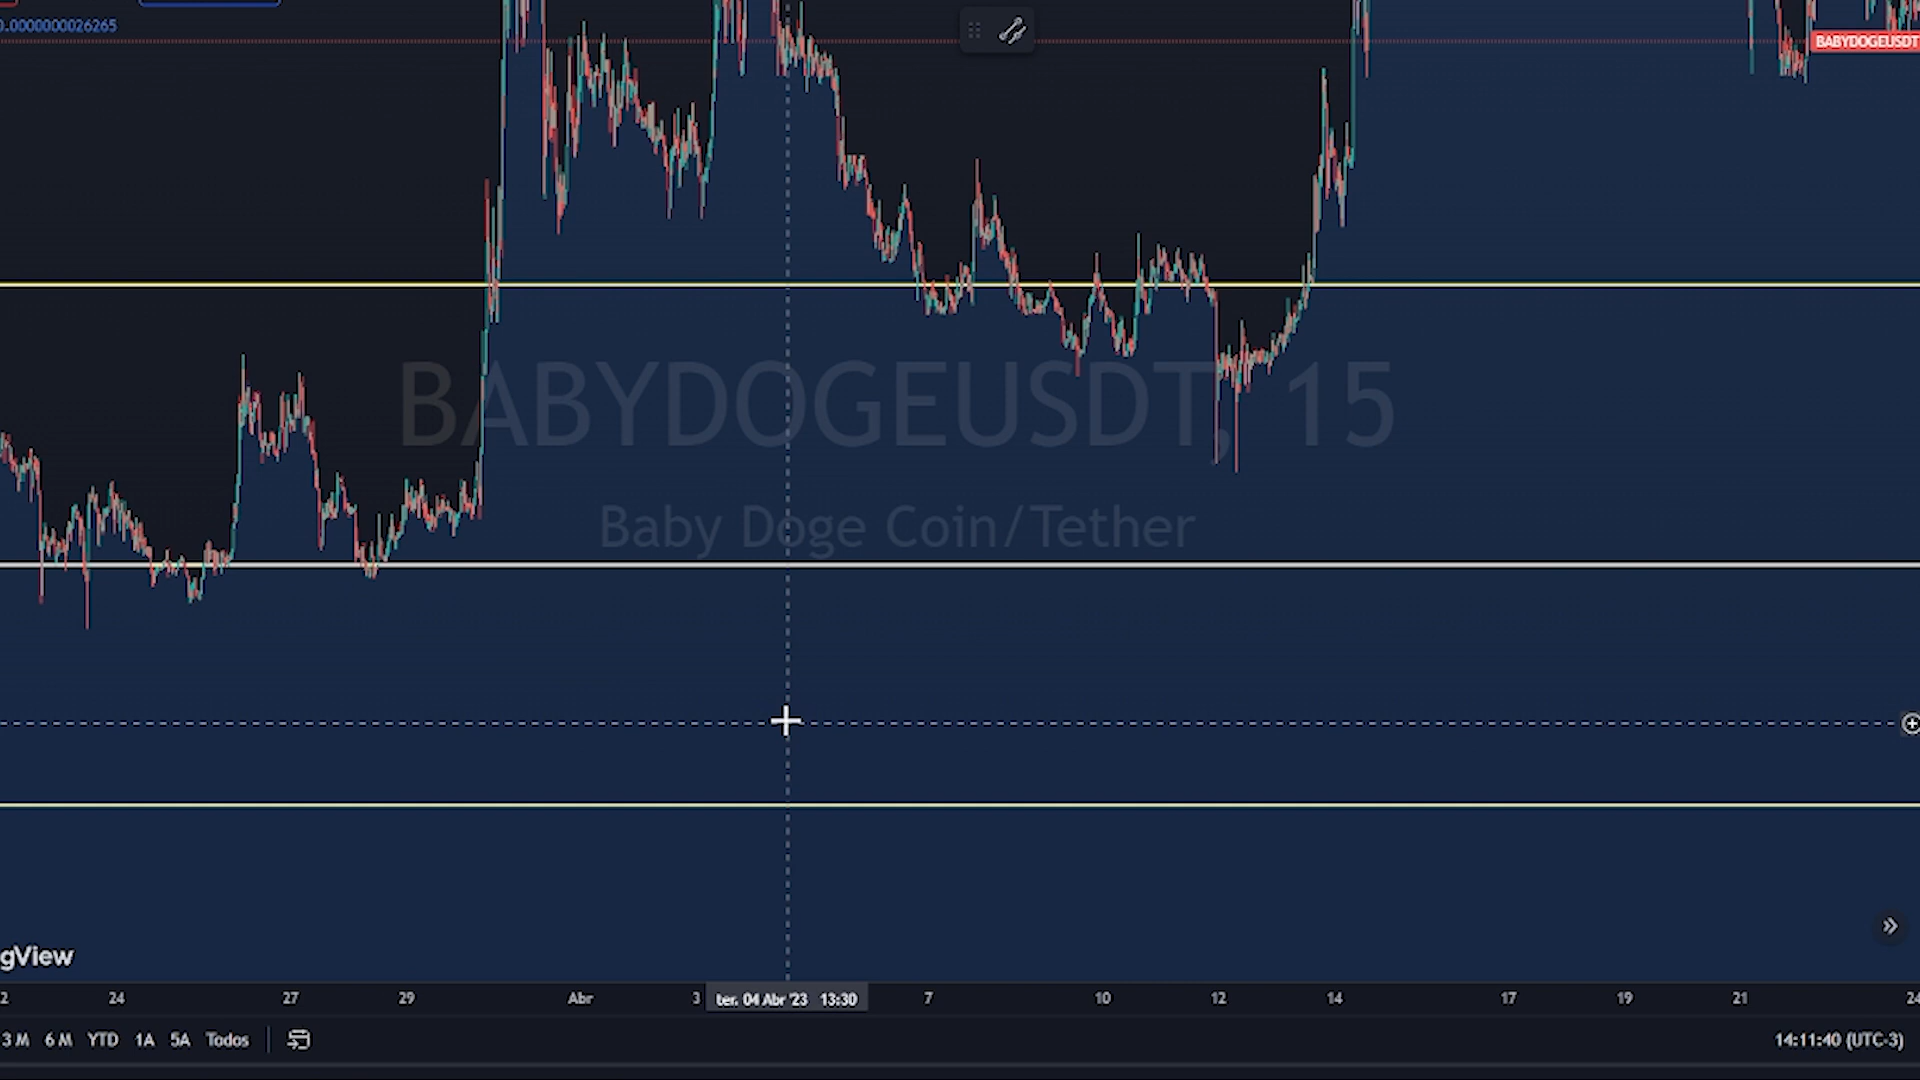 0.0000000026265
BABYDOGEUSDT
BABYDOGEUSDT, 15
Baby Doge Coin/Tether
gView
2 24 27 29 Abr 3 ter. 04 Abr '23 13:30 7 10 12 14 17 19 21 24
3 M 6 M YTD 1A 5A Todos 14:11:40 (UTC-3)